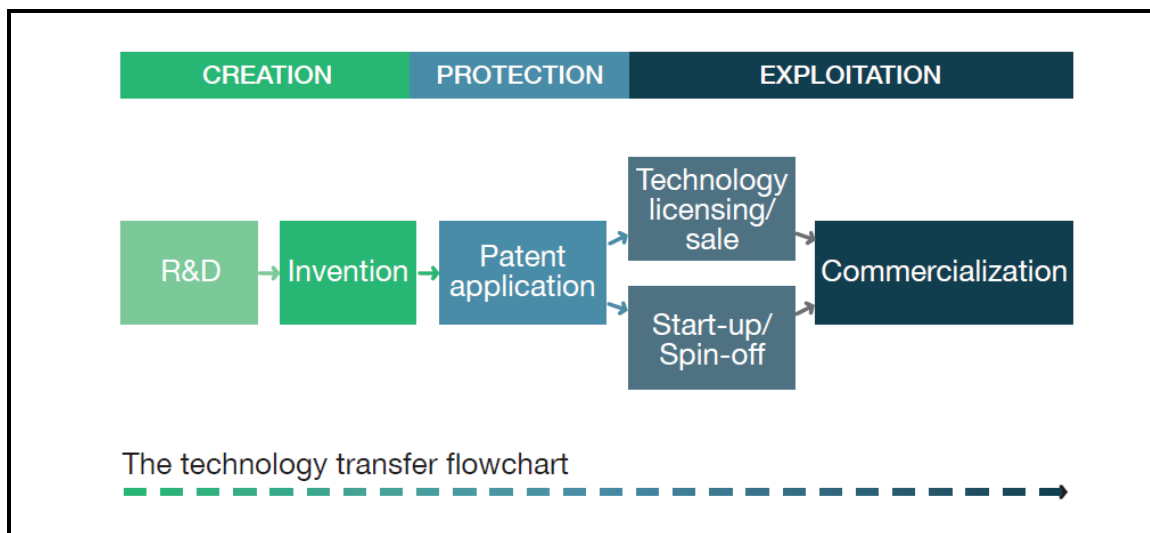 CREATION
PROTECTION
EXPLOITATION
R&D
Invention
Patent
application
Technology
licensing/
sale
Start-up/
Spin-off
Commercialization
The technology transfer flowchart